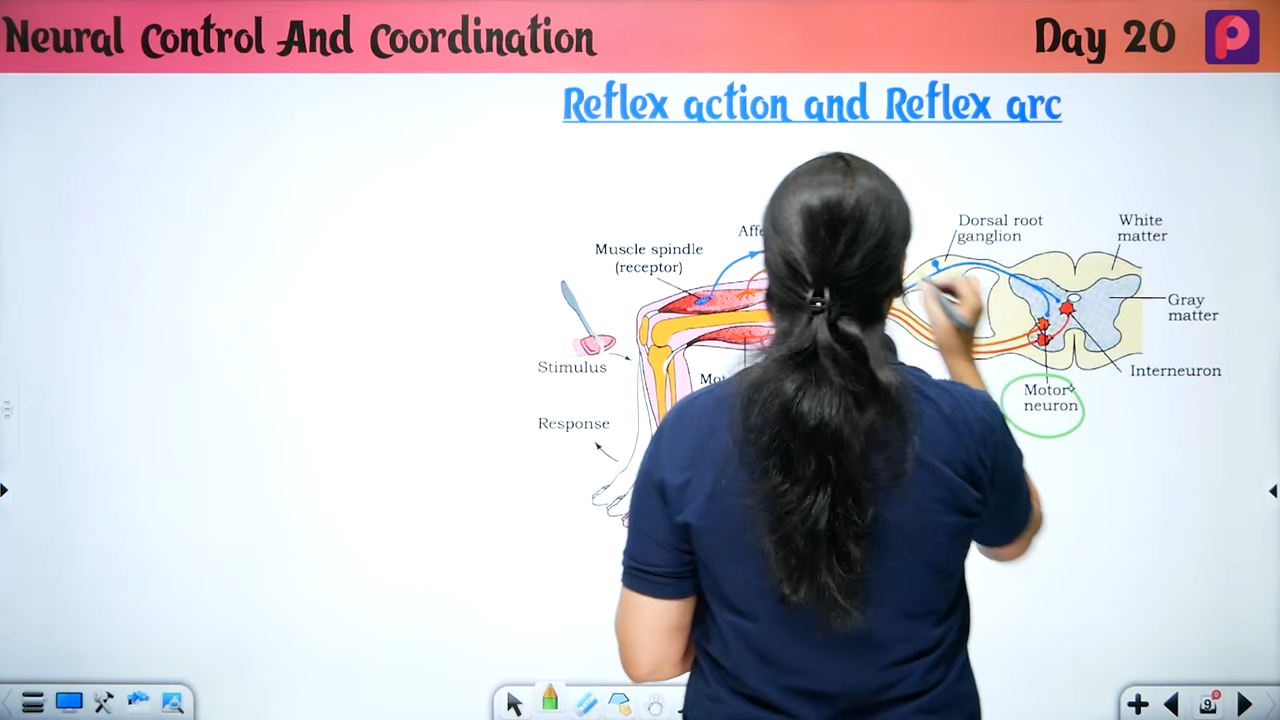 Neural Control And Coordination
Day 20
Reflex action and Reflex arc
Dorsal root
ganglion
White
matter
Muscle spindle
(receptor)
Gray
matter
Stimulus
Interneuron
Motor
neuron
Response
9